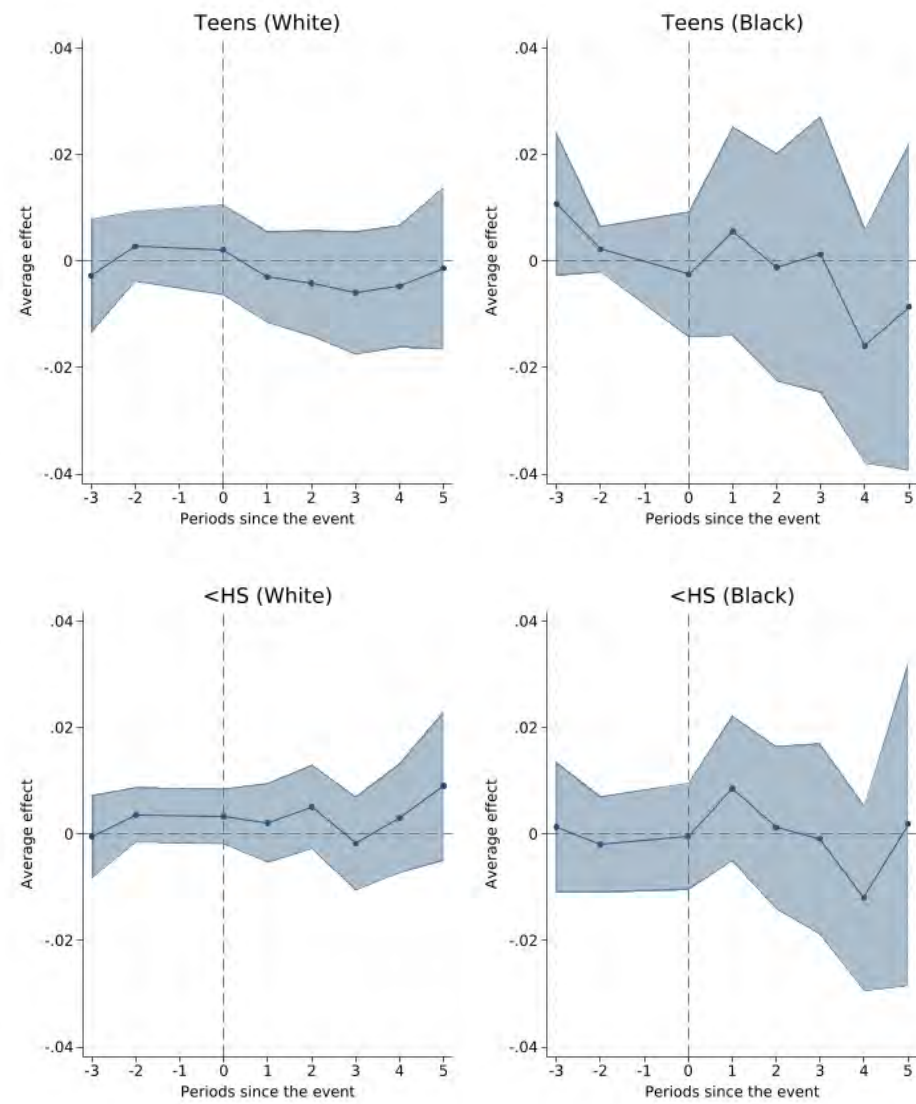 Teens (White)
.04
.02
0
-.02
-.04
Average effect
-3 -2 -1 0 1 2 3 4 5
Periods since the event
Teens (Black)
.04
.02
0
-.02
-.04
Average effect
-3 -2 -1 0 1 2 3 4 5
Periods since the event
<HS (White)
.04
.02
0
-.02
-.04
Average effect
-3 -2 -1 0 1 2 3 4 5
Periods since the event
<HS (Black)
.04
.02
0
-.02
-.04
Average effect
-3 -2 -1 0 1 2 3 4 5
Periods since the event